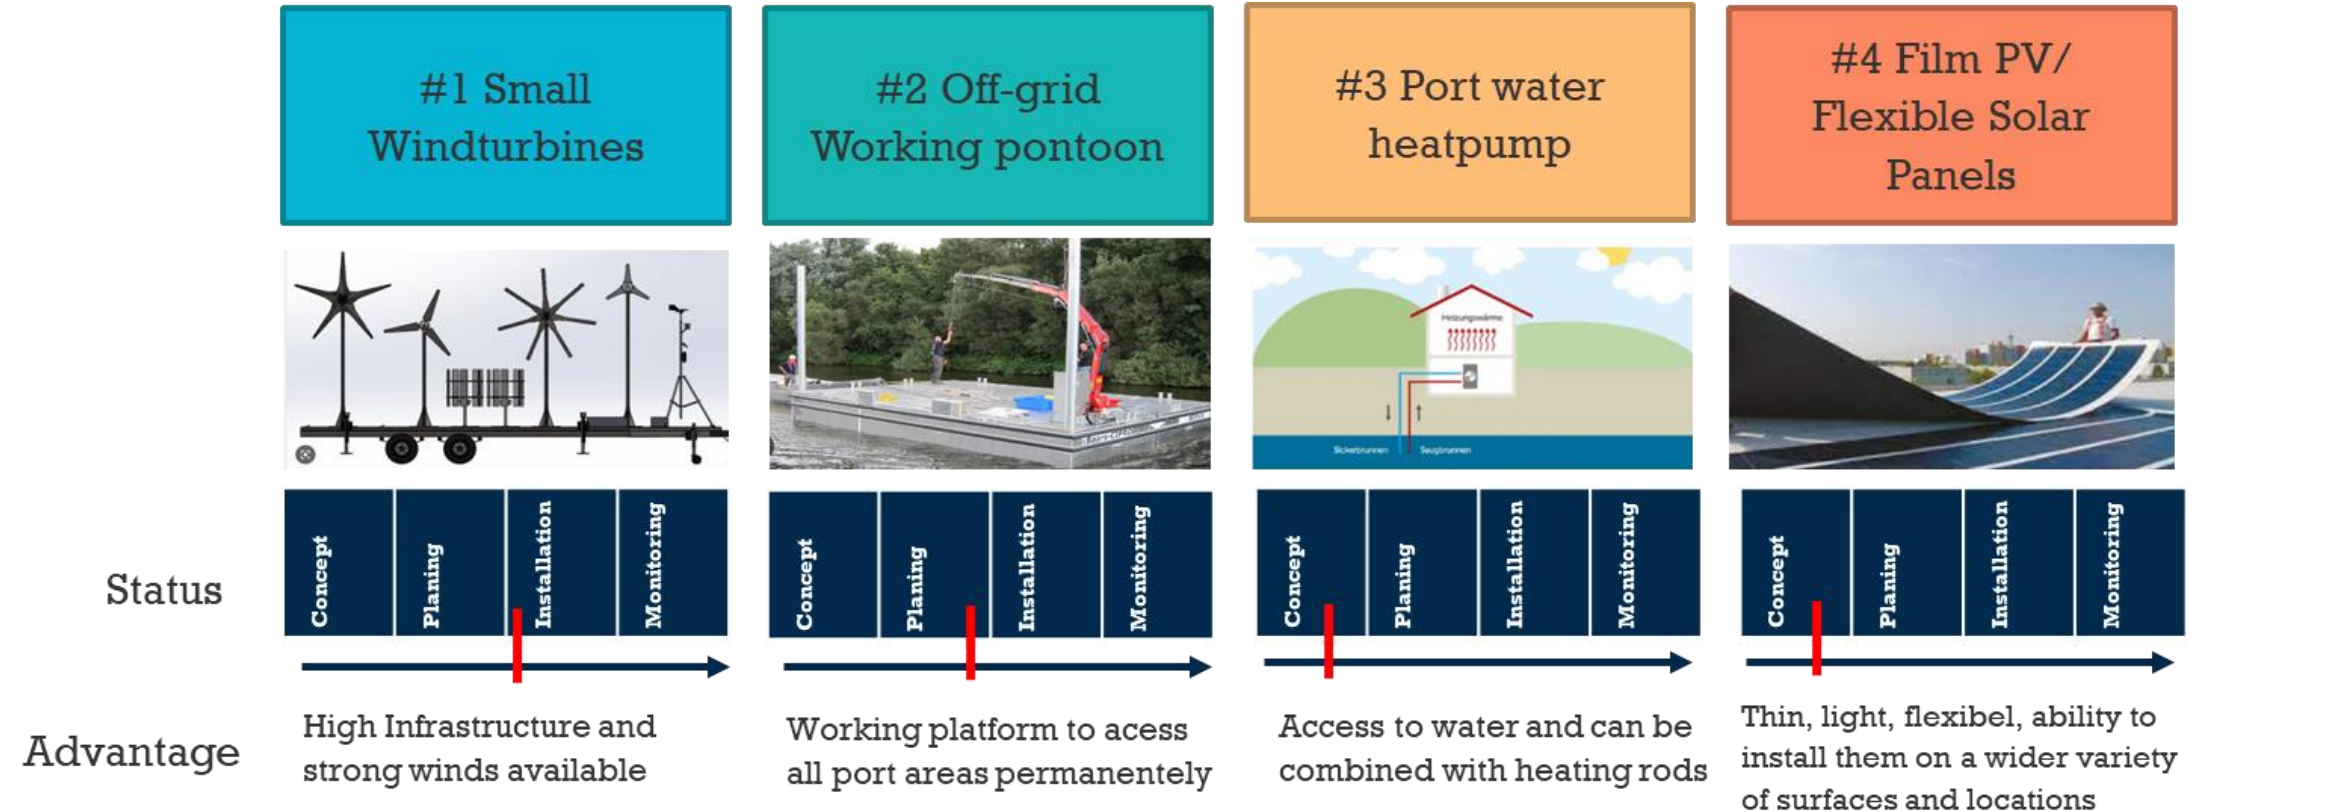 #1 Small
Windturbines
#2 Off-grid
Working pontoon
#3 Port water
heatpump
#4 Film PV/
Flexible Solar
Panels
Heizungswärme
Sickerbrunnen
Saugbrunnen
Status
Concept
Planing
Installation
Monitoring
Concept
Planing
Installation
Monitoring
Concept
Planing
Installation
Monitoring
Concept
Planing
Installation
Monitoring
Advantage
High Infrastructure and
strong winds available
Working platform to acess
all port areas permanentely
Access to water and can be
combined with heating rods
Thin, light, flexibel, ability to
install them on a wider variety
of surfaces and locations